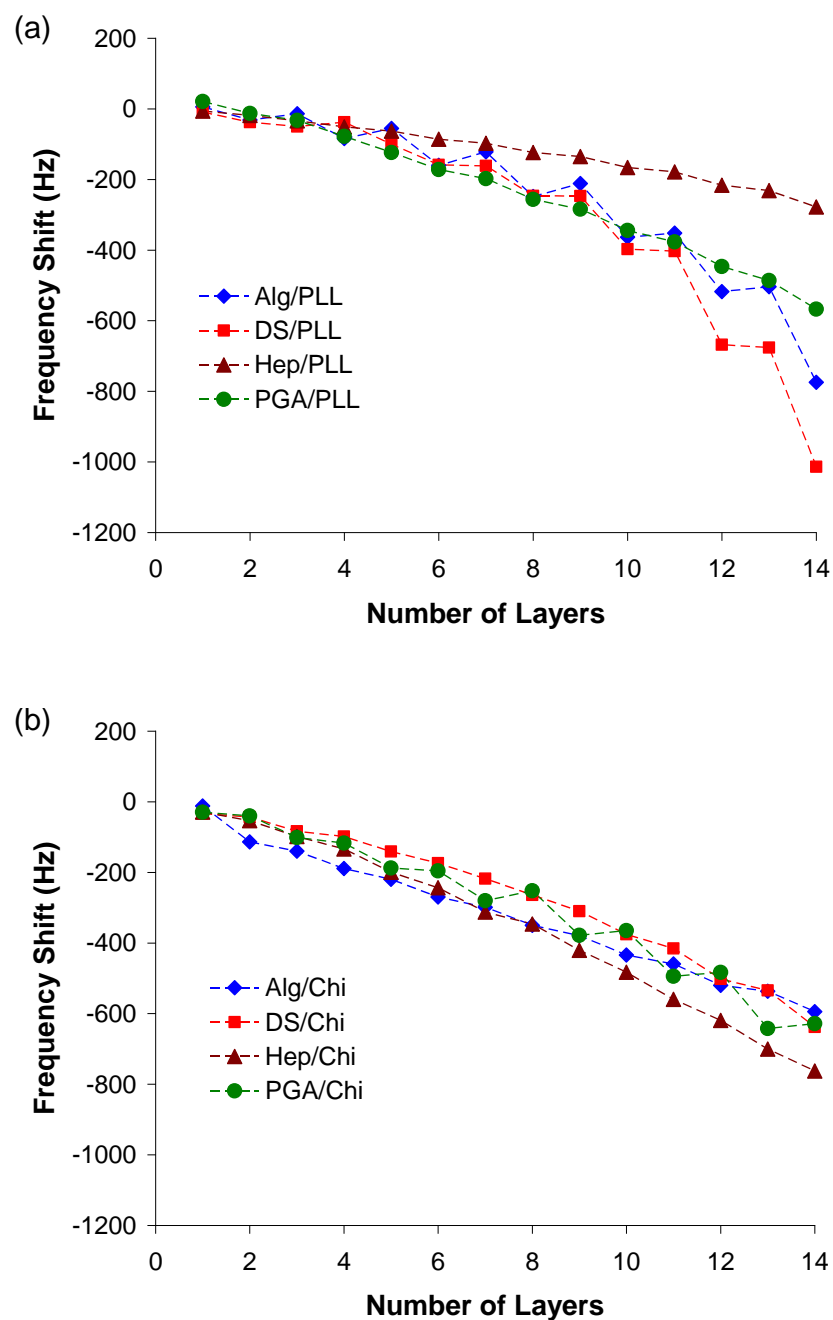 (a)
200
0
-200
-400
-600
-800
-1000
-1200
Frequency Shift (Hz)
Alg/PLL
DS/PLL
Hep/PLL
PGA/PLL
0 2 4 6 8 10 12 14
Number of Layers
(b)
200
0
-200
-400
-600
-800
-1000
-1200
Frequency Shift (Hz)
Alg/Chi
DS/Chi
Hep/Chi
PGA/Chi
0 2 4 6 8 10 12 14
Number of Layers